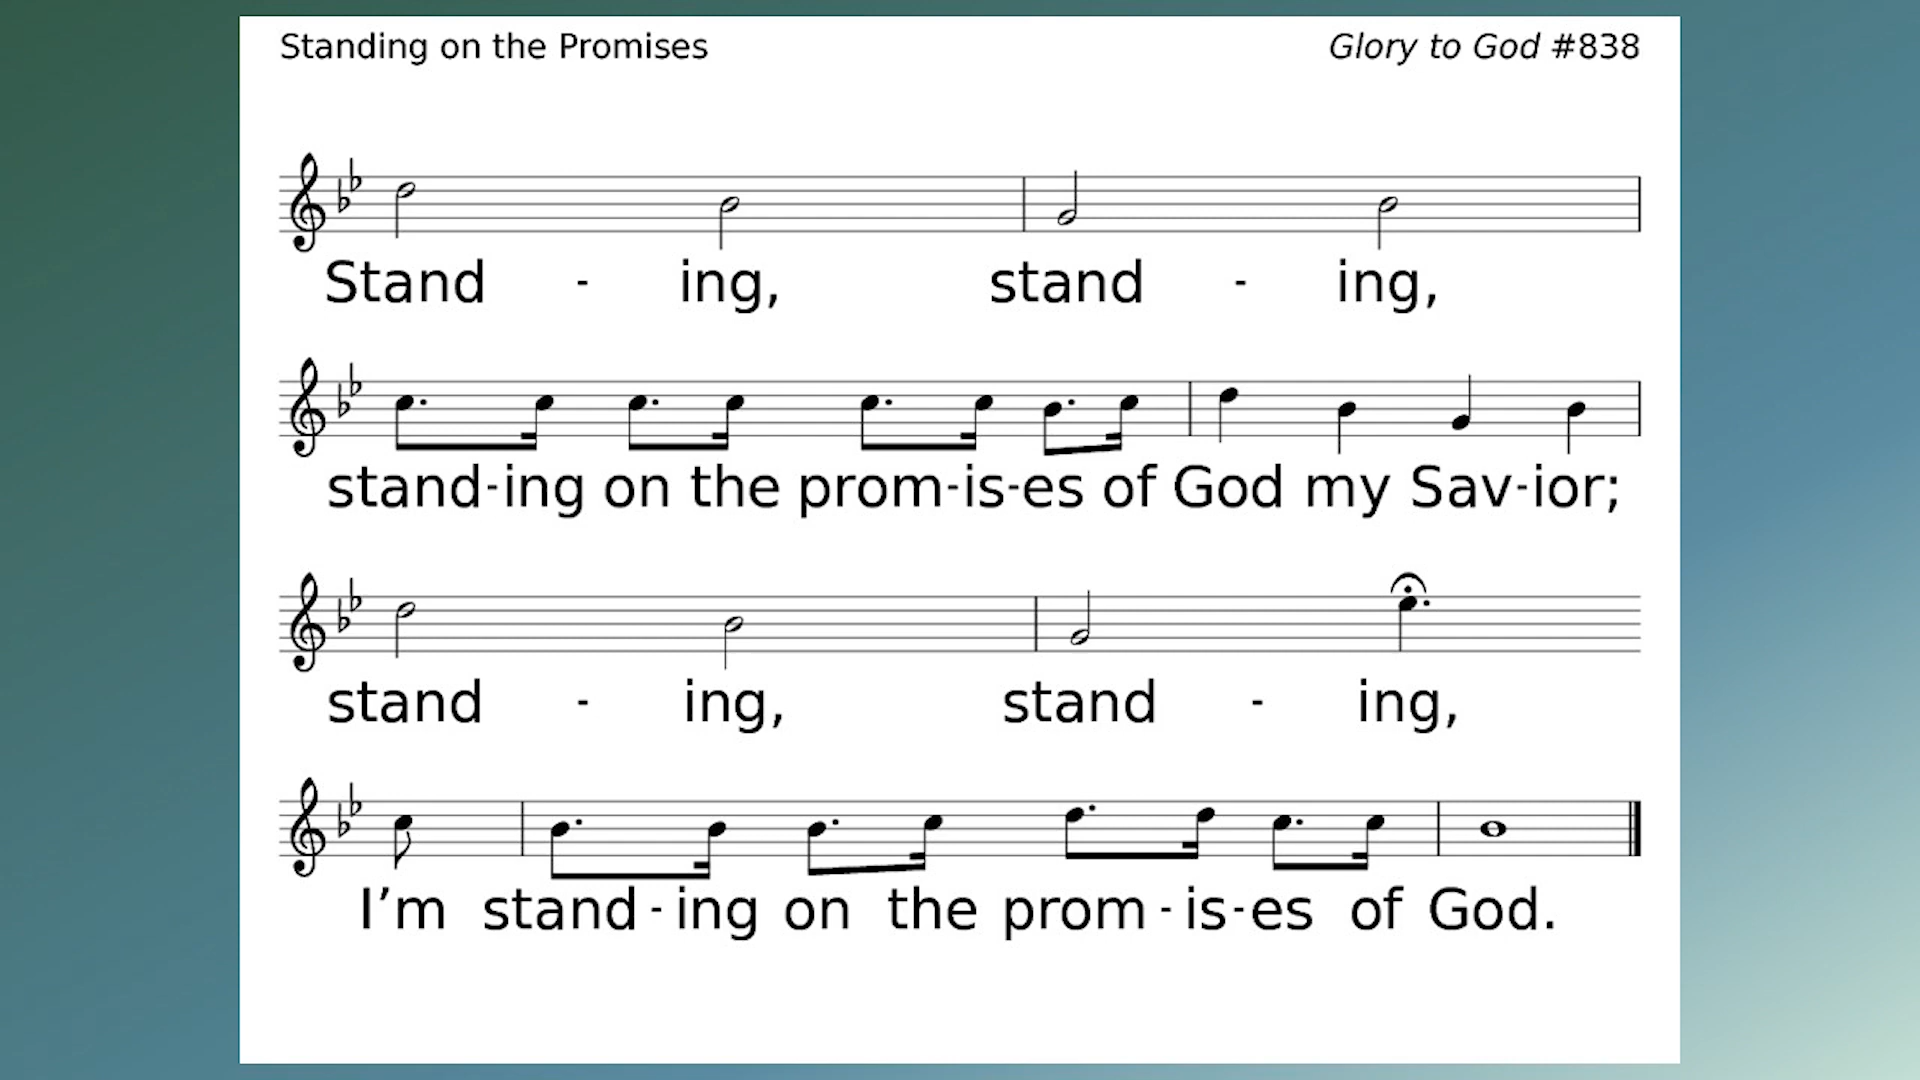 Standing on the Promises
Glory to God #838
Stand - ing, stand - ing,
stand-ing on the prom-is-es of God my Sav-ior;
stand - ing, stand - ing,
I’m stand - ing on the prom - is-es of God.